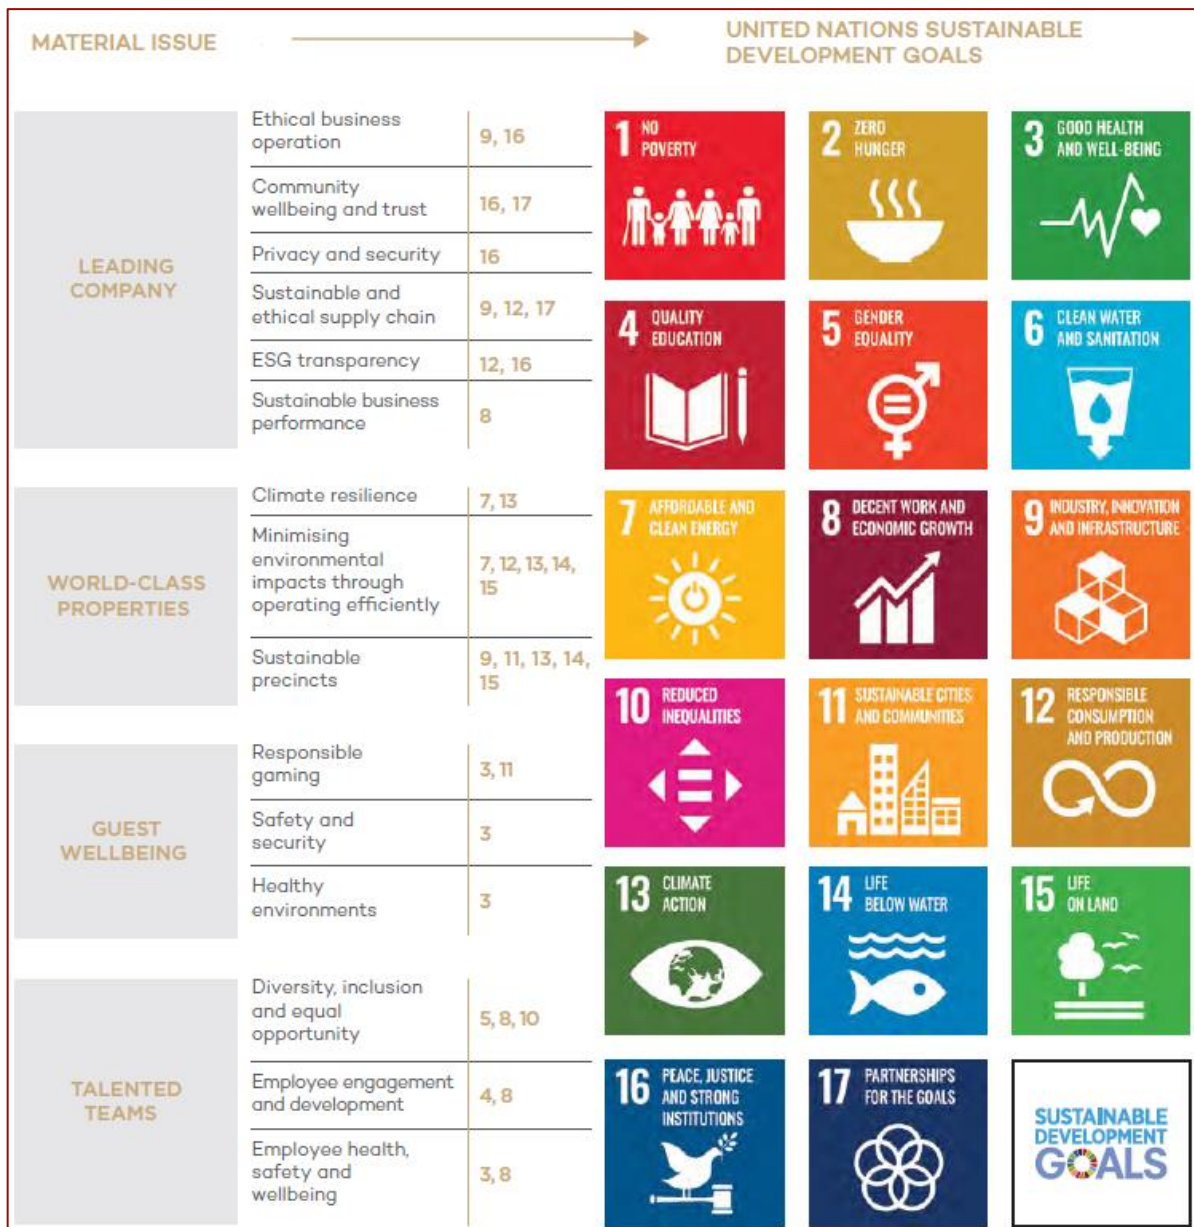 MATERIAL ISSUE
UNITED NATIONS SUSTAINABLE
DEVELOPMENT GOALS
LEADING
COMPANY
Ethical business
operation
9, 16
Community
wellbeing and trust
16, 17
Privacy and security
16
Sustainable and
ethical supply chain
9, 12, 17
ESG transparency
12, 16
Sustainable business
performance
8
WORLD-CLASS
PROPERTIES
Climate resilience
7, 13
Minimising
environmental
impacts through
operating efficiently
7, 12, 13, 14,
15
Sustainable
precincts
9, 11, 13, 14,
15
GUEST
WELLBEING
Responsible
gaming
3, 11
Safety and
security
3
Healthy
environments
3
TALENTED
TEAMS
Diversity, inclusion
and equal
opportunity
5, 8, 10
Employee engagement
and development
4, 8
Employee health,
safety and
wellbeing
3, 8
1 NO
POVERTY
2 ZERO
HUNGER
3 GOOD HEALTH
AND WELL-BEING
4 QUALITY
EDUCATION
5 GENDER
EQUALITY
6 CLEAN WATER
AND SANITATION
7 AFFORDABLE AND
CLEAN ENERGY
8 DECENT WORK AND
ECONOMIC GROWTH
9 INDUSTRY, INNOVATION
AND INFRASTRUCTURE
10 REDUCED
INEQUALITIES
11 SUSTAINABLE CITIES
AND COMMUNITIES
12 RESPONSIBLE
CONSUMPTION
AND PRODUCTION
13 CLIMATE
ACTION
14 LIFE
BELOW WATER
15 LIFE
ON LAND
16 PEACE, JUSTICE
AND STRONG
INSTITUTIONS
17 PARTNERSHIPS
FOR THE GOALS
SUSTAINABLE
DEVELOPMENT
GOALS